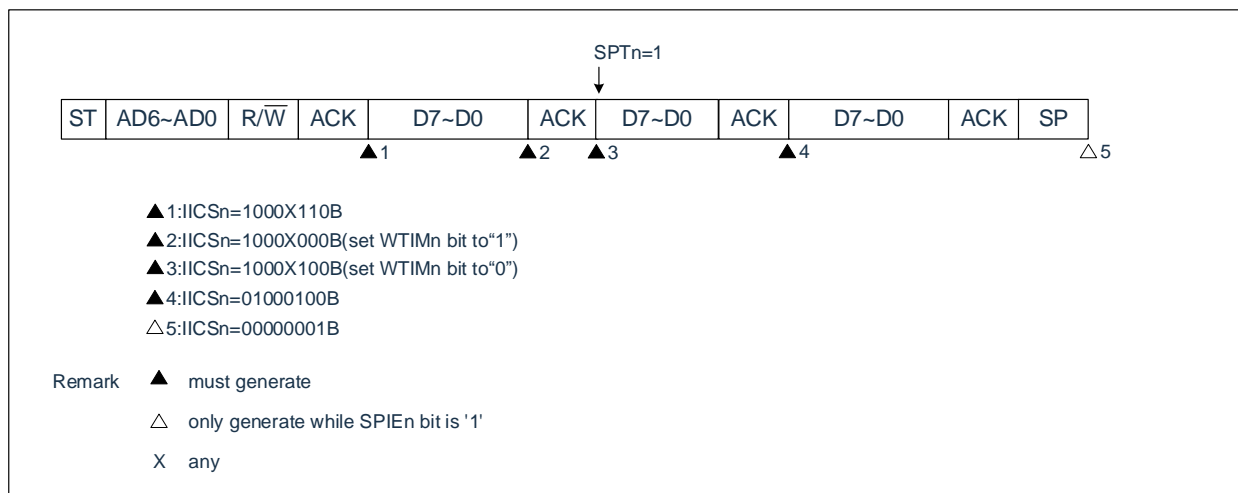 SPTn=1
ST AD6~AD0 R/W̅ ACK D7~D0 ACK D7~D0 ACK D7~D0 ACK SP
▲1 ▲2 ▲3 ▲4 △5
▲1:IICSn=1000X110B
▲2:IICSn=1000X000B(set WTIMn bit to“1”)
▲3:IICSn=1000X100B(set WTIMn bit to“0”)
▲4:IICSn=01000100B
△5:IICSn=00000001B
Remark ▲ must generate
△ only generate while SPIEn bit is '1'
X any